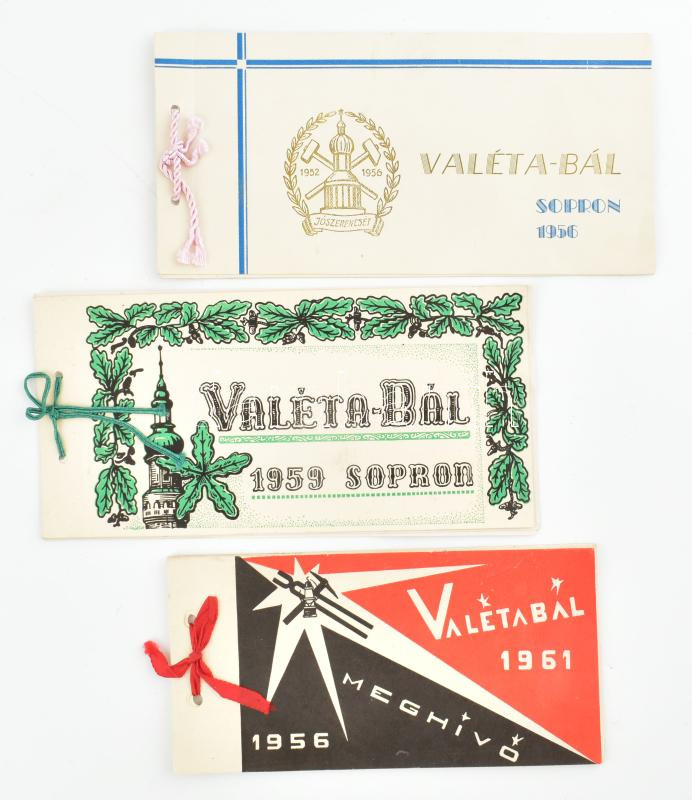 1952 1956
JÓSZERENCSÉT
VALÉTA-BÁL
SOPRON
1956
VALÉTA-BÁL
1959 SOPRON
VALÉTABÁL
1961
MEGHÍVÓ
1956